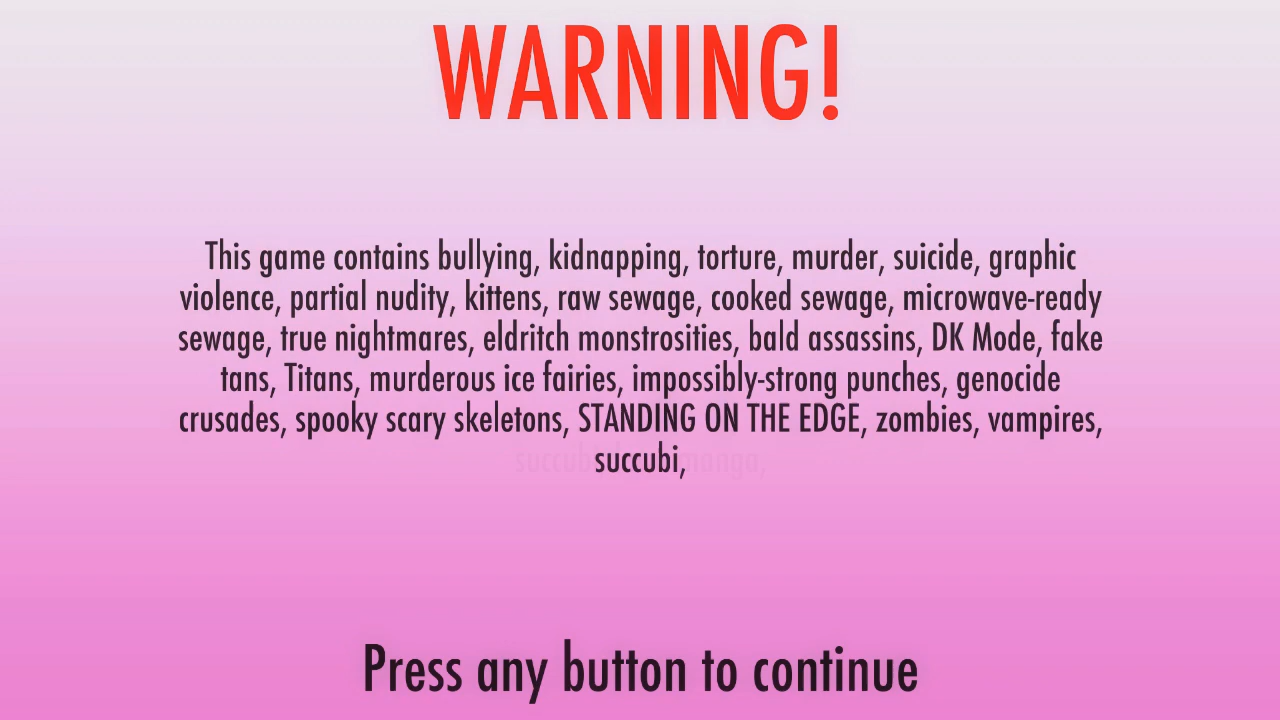 WARNING!
This game contains bullying, kidnapping, torture, murder, suicide, graphic
violence, partial nudity, kittens, raw sewage, cooked sewage, microwave-ready
sewage, true nightmares, eldritch monstrosities, bald assassins, DK Mode, fake
tans, Titans, murderous ice fairies, impossibly-strong punches, genocide
crusades, spooky scary skeletons, STANDING ON THE EDGE, zombies, vampires,
succubi,
Press any button to continue